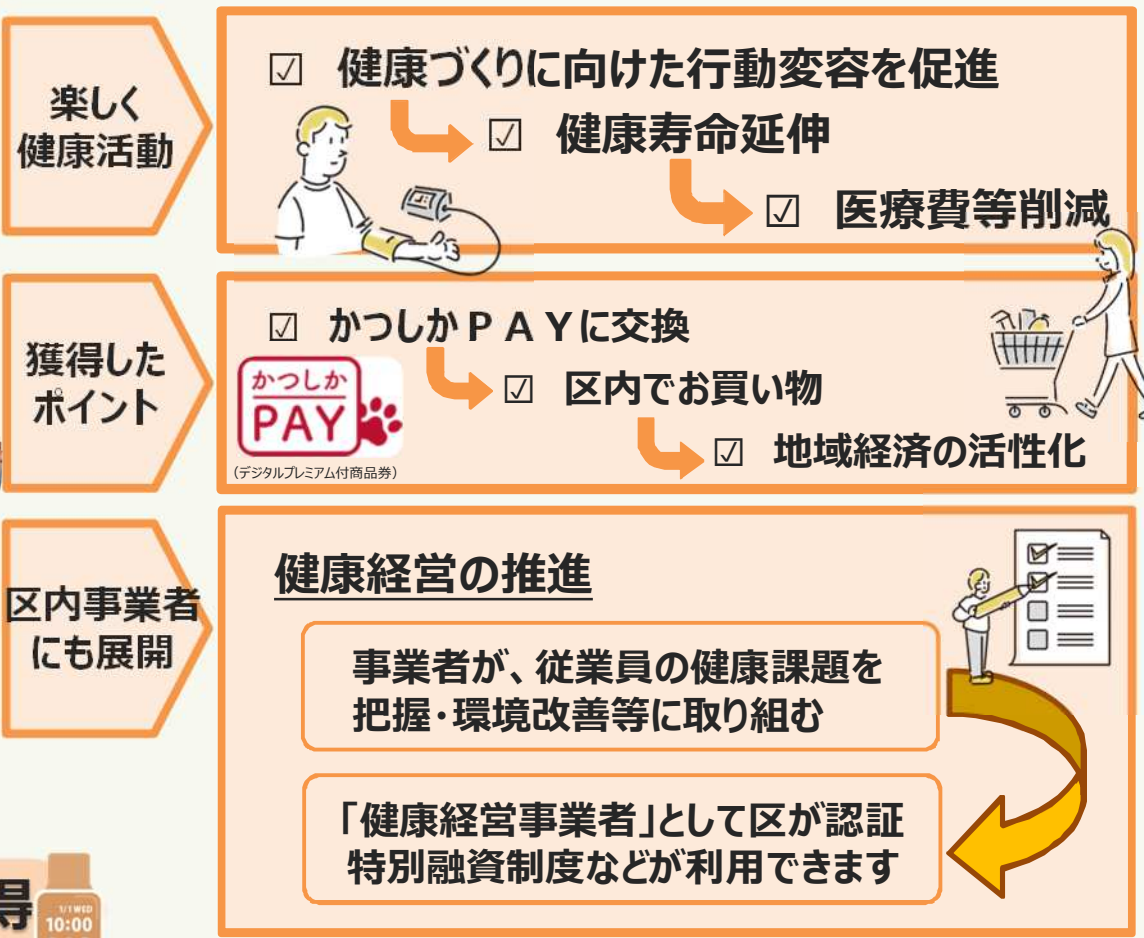 楽しく
健康活動
☑ 健康づくりに向けた行動変容を促進
☑ 健康寿命延伸
☑ 医療費等削減
獲得した
ポイント
☑ かつしかＰＡＹに交換
かつしか
PAY
（デジタルプレミアム付商品券）
☑ 区内でお買い物
☑ 地域経済の活性化
区内事業者
にも展開
健康経営の推進
事業者が、従業員の健康課題を
把握・環境改善等に取り組む
「健康経営事業者」として区が認証
特別融資制度などが利用できます
得
1/1 WED
10:00